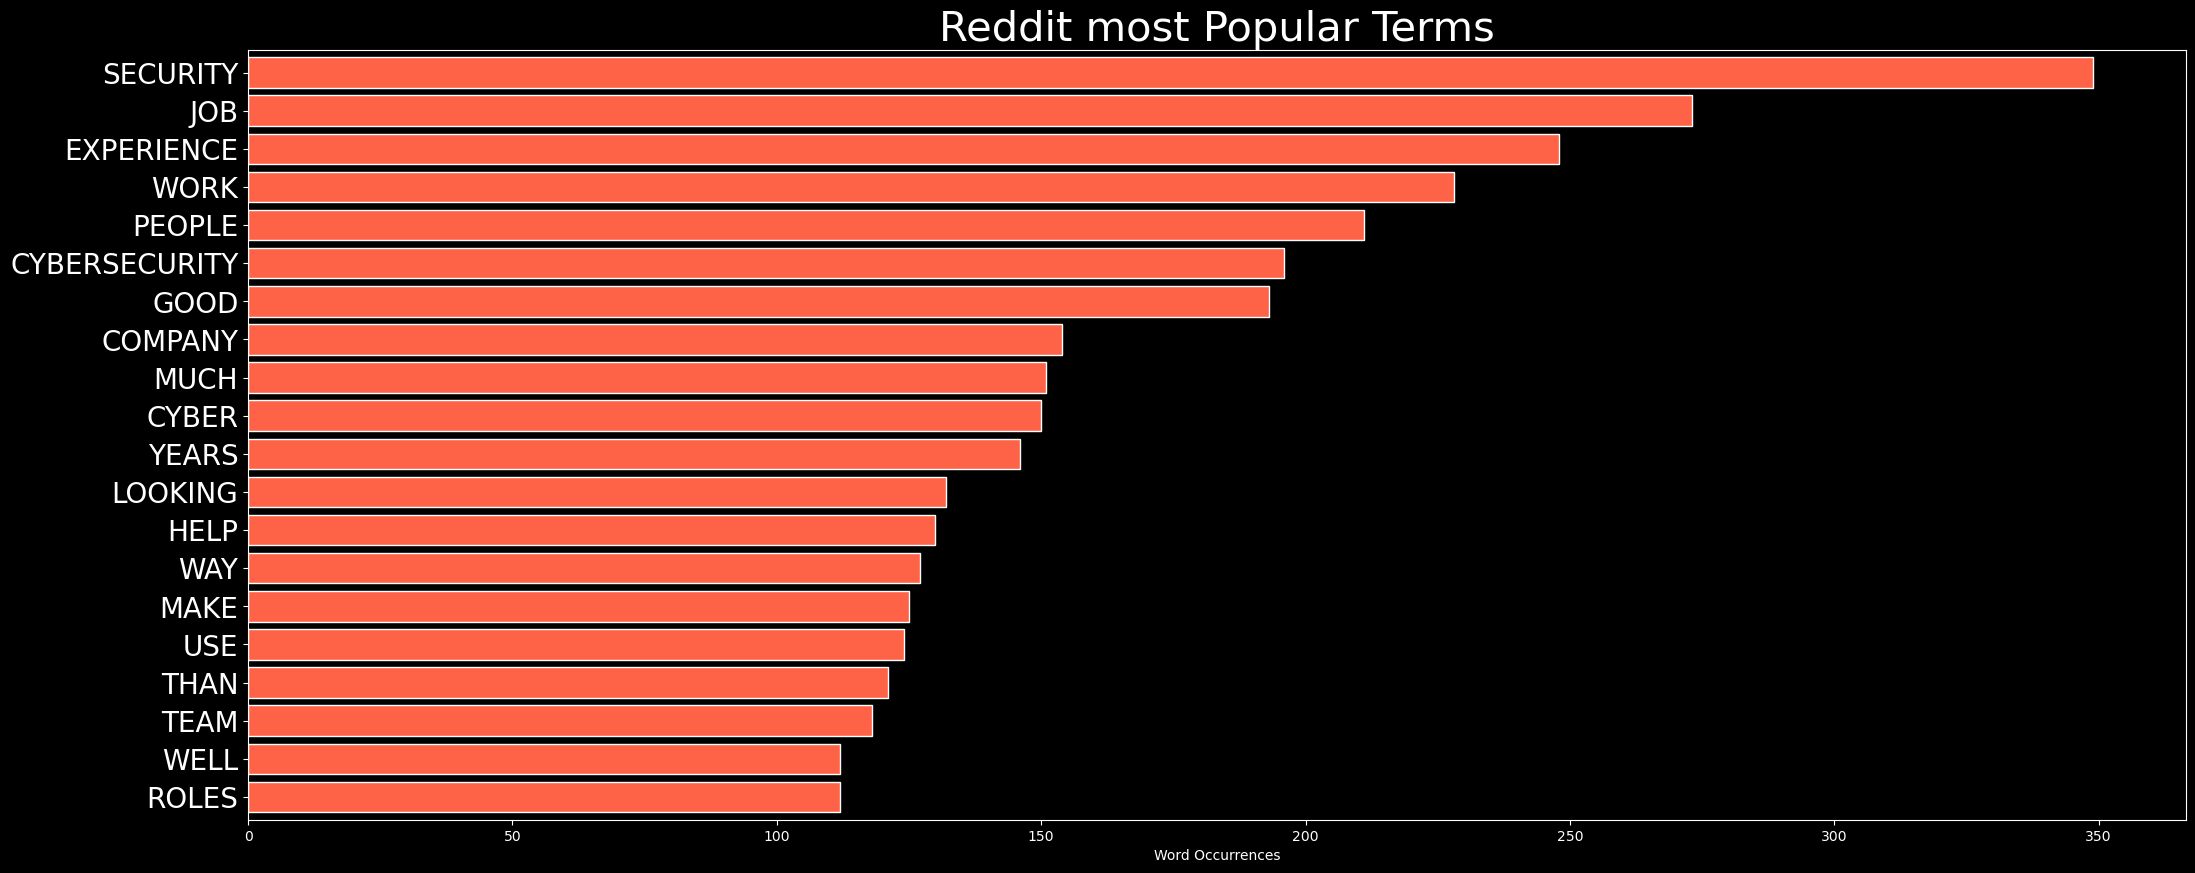 Reddit most Popular Terms
SECURITY
JOB
EXPERIENCE
WORK
PEOPLE
CYBERSECURITY
GOOD
COMPANY
MUCH
CYBER
YEARS
LOOKING
HELP
WAY
MAKE
USE
THAN
TEAM
WELL
ROLES
0 50 100 150 200 250 300 350
Word Occurrences